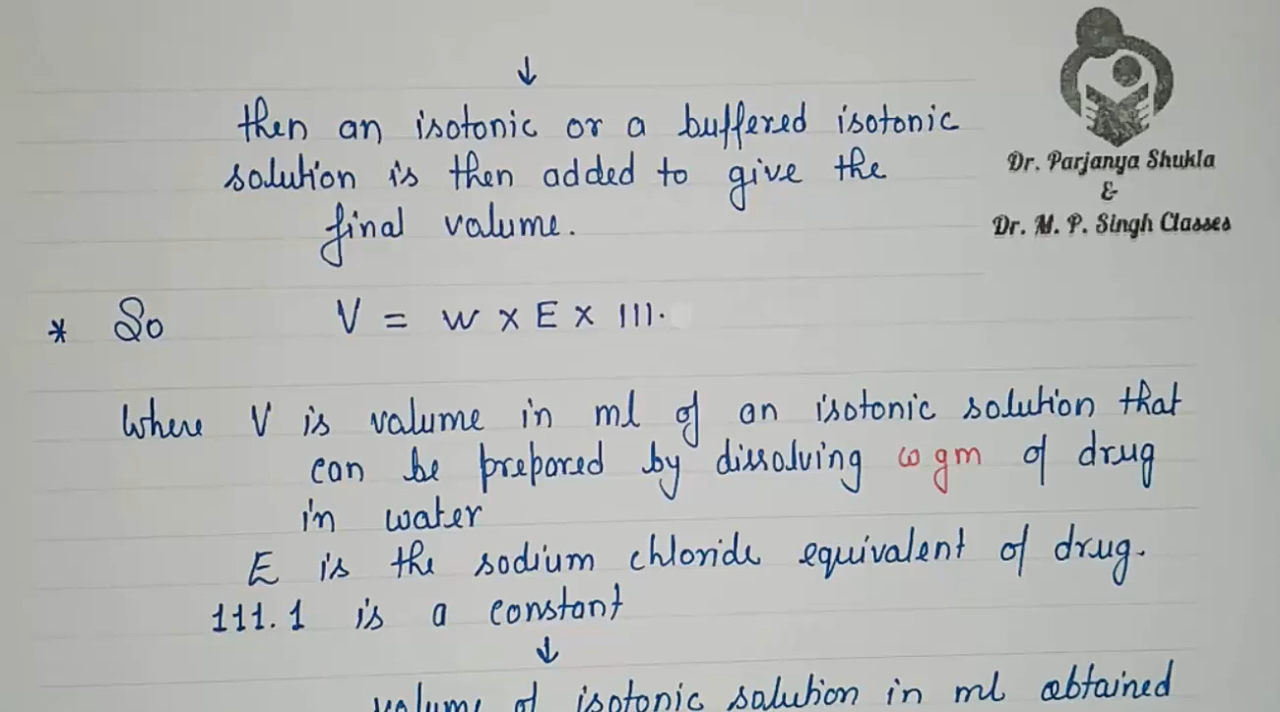 ↓
then an isotonic or a buffered isotonic
solution is then added to give the
final volume.
Dr. Parjanya Shukla
&
Dr. M. P. Singh Classes
* So V = W X E X 111.
Where V is volume in ml of an isotonic solution that
can be prepared by dissolving w gm of drug
in water
E is the sodium chloride equivalent of drug.
111.1 is a constant
↓
volume of isotonic solution in ml obtained